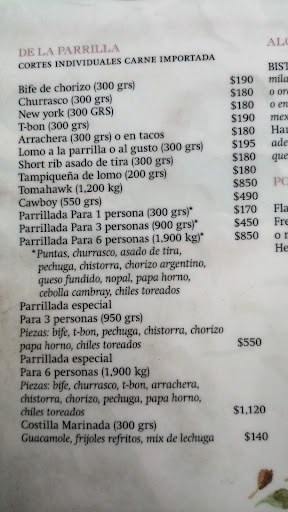 DE LA PARRILLA
CORTES INDIVIDUALES CARNE IMPORTADA
Bife de chorizo (300 grs) $190
Churrasco (300 grs) $180
New york (300 GRS) $180
T-bon (300 grs) $190
Arrachera (300 grs) o en tacos $180
Lomo a la parrilla o al gusto (300 grs) $195
Short rib asado de tira (300 grs) $180
Tampiqueña de lomo (200 grs) $180
Tomahawk (1,200 kg) $850
Cowboy (550 grs) $490
Parrillada Para 1 persona (300 grs)* $170
Parrillada Para 3 personas (900 grs)* $450
Parrillada Para 6 personas (1,900 kg)* $850
*Puntas, churrasco, asado de tira,
pechuga, chistorra, chorizo argentino,
queso fundido, nopal, papa horno,
cebolla cambray, chiles toreados
Parrillada especial
Para 3 personas (950 grs)
Piezas: bife, t-bon, pechuga, chistorra, chorizo
papa horno, chiles toreados $550
Parrillada especial
Para 6 personas (1,900 kg)
Piezas: bife, churrasco, t-bon, arrachera,
chistorra, chorizo, pechuga, papa horno,
chiles toreados $1,120
Costilla Marinada (300 grs)
Guacamole, frijoles refritos, mix de lechuga $140